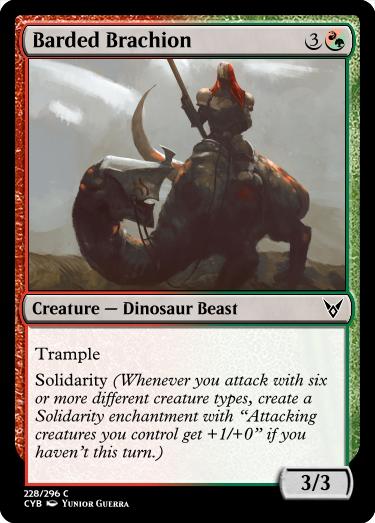 Barded Brachion 3
Creature — Dinosaur Beast
Trample
Solidarity (Whenever you attack with six
or more different creature types, create a
Solidarity enchantment with “Attacking
creatures you control get +1/+0” if you
haven’t this turn.)
3/3
228/296 C
CYB Yunior Guerra